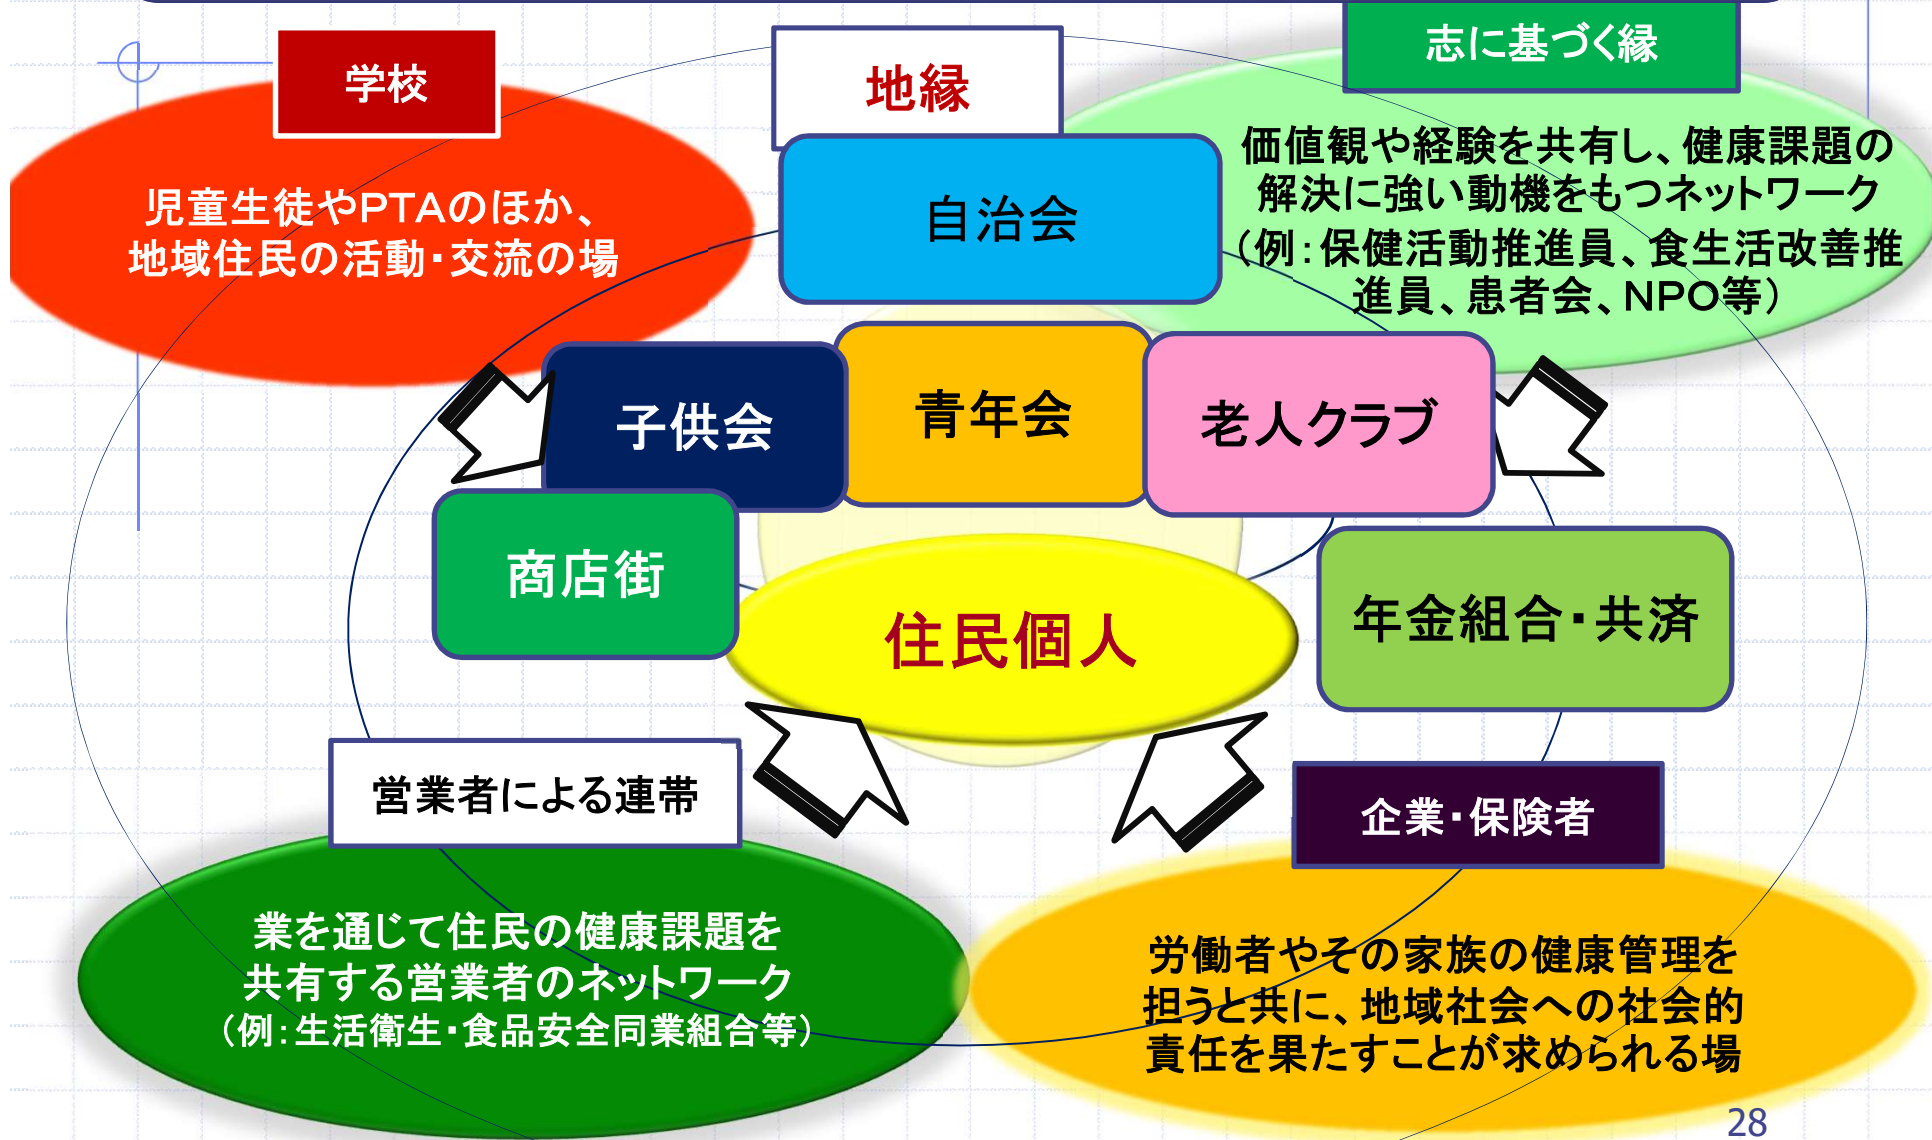 学校
児童生徒やPTAのほか、
地域住民の活動・交流の場
地縁
自治会
志に基づく縁
価値観や経験を共有し、健康課題の
解決に強い動機をもつネットワーク
（例：保健活動推進員、食生活改善推
進員、患者会、NPO等）
子供会
青年会
老人クラブ
商店街
住民個人
年金組合・共済
営業者による連帯
業を通じて住民の健康課題を
共有する営業者のネットワーク
（例：生活衛生・食品安全同業組合等）
企業・保険者
労働者やその家族の健康管理を
担うと共に、地域社会への社会的
責任を果たすことが求められる場
28